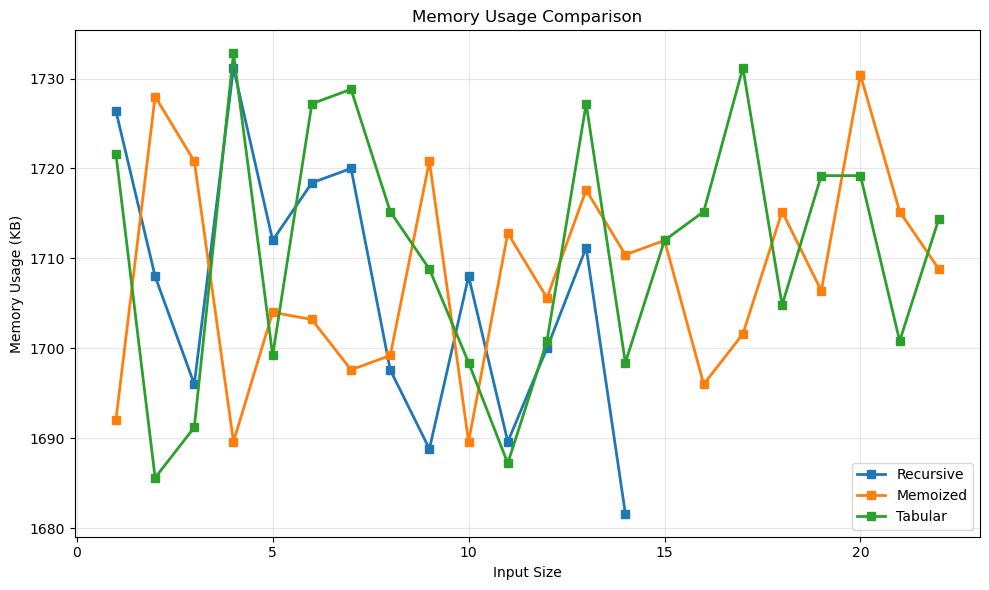 Memory Usage Comparison
Memory Usage (KB)
1730
1720
1710
1700
1690
1680
0 5 10 15 20
Input Size
Recursive
Memoized
Tabular